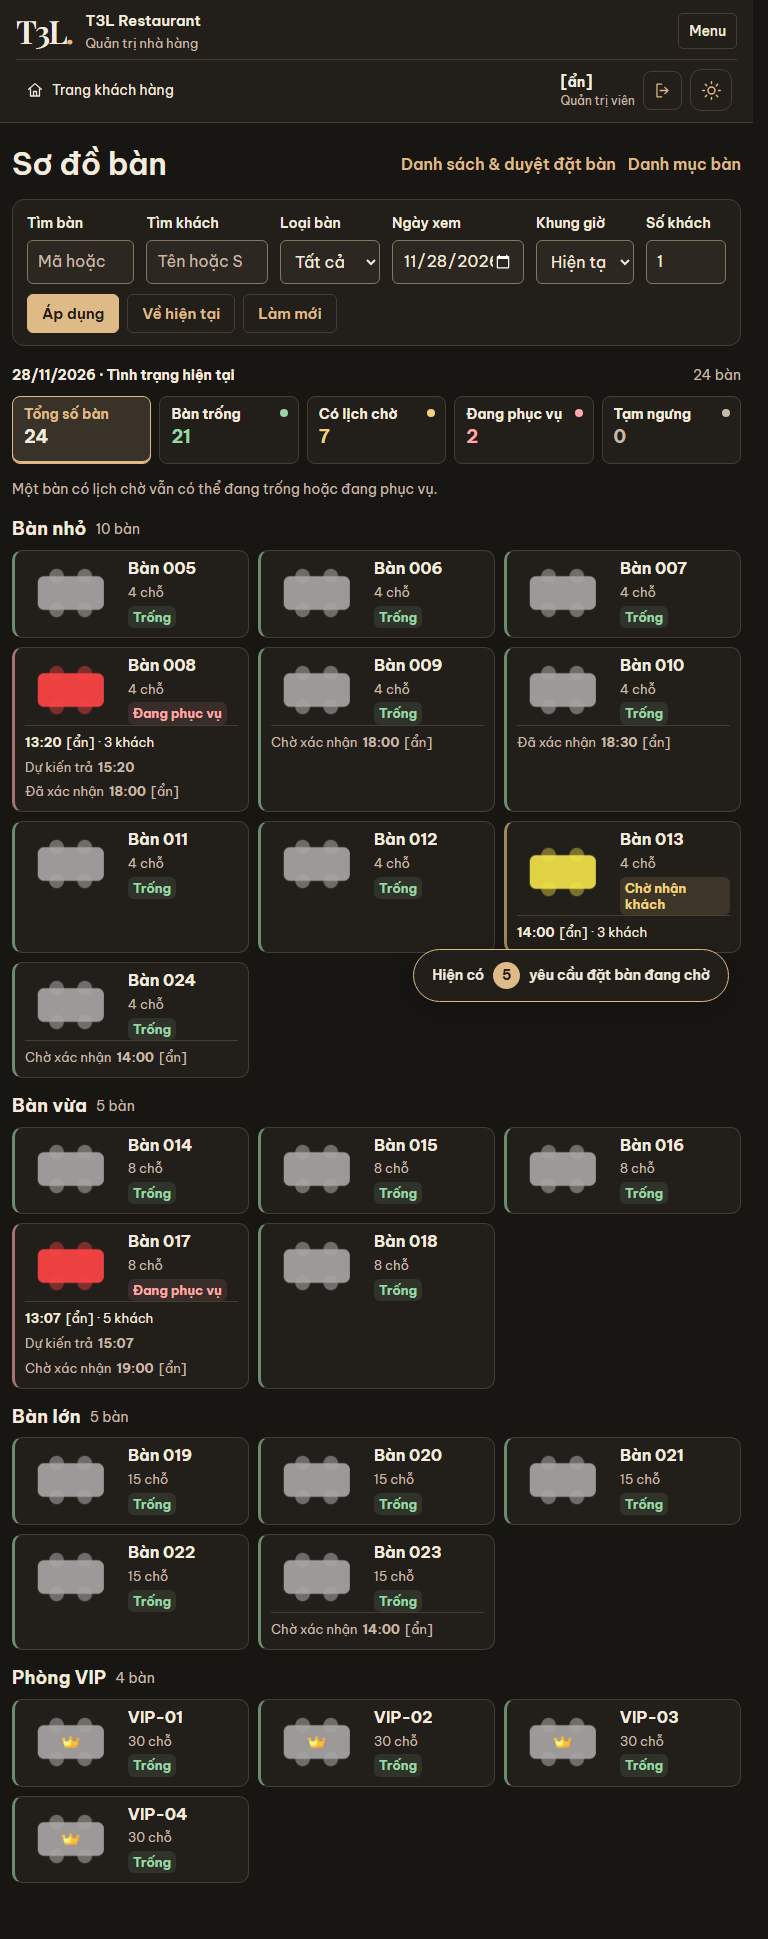 T3L.
T3L Restaurant
Quản trị nhà hàng
Menu
Trang khách hàng
[ẩn]
Quản trị viên
Sơ đồ bàn
Danh sách & duyệt đặt bàn
Danh mục bàn
Tìm bàn
Tìm khách
Loại bàn
Ngày xem
Khung giờ
Số khách
Mã hoặc
Tên hoặc S
Tất cả
11/28/2026
Hiện tạ
1
Áp dụng
Về hiện tại
Làm mới
28/11/2026 · Tình trạng hiện tại
24 bàn
Tổng số bàn
24
Bàn trống
21
Có lịch chờ
7
Đang phục vụ
2
Tạm ngưng
0
Một bàn có lịch chờ vẫn có thể đang trống hoặc đang phục vụ.
Bàn nhỏ 10 bàn
Bàn 005
4 chỗ
Trống
Bàn 006
4 chỗ
Trống
Bàn 007
4 chỗ
Trống
Bàn 008
4 chỗ
Đang phục vụ
13:20 [ẩn] · 3 khách
Dự kiến trả 15:20
Đã xác nhận 18:00 [ẩn]
Bàn 009
4 chỗ
Trống
Chờ xác nhận 18:00 [ẩn]
Bàn 010
4 chỗ
Trống
Đã xác nhận 18:30 [ẩn]
Bàn 011
4 chỗ
Trống
Bàn 012
4 chỗ
Trống
Bàn 013
4 chỗ
Chờ nhận
khách
14:00 [ẩn] · 3 khách
Hiện có 5 yêu cầu đặt bàn đang chờ
Bàn 024
4 chỗ
Trống
Chờ xác nhận 14:00 [ẩn]
Bàn vừa 5 bàn
Bàn 014
8 chỗ
Trống
Bàn 015
8 chỗ
Trống
Bàn 016
8 chỗ
Trống
Bàn 017
8 chỗ
Đang phục vụ
13:07 [ẩn] · 5 khách
Dự kiến trả 15:07
Chờ xác nhận 19:00 [ẩn]
Bàn 018
8 chỗ
Trống
Bàn lớn 5 bàn
Bàn 019
15 chỗ
Trống
Bàn 020
15 chỗ
Trống
Bàn 021
15 chỗ
Trống
Bàn 022
15 chỗ
Trống
Bàn 023
15 chỗ
Trống
Chờ xác nhận 14:00 [ẩn]
Phòng VIP 4 bàn
VIP-01
30 chỗ
Trống
VIP-02
30 chỗ
Trống
VIP-03
30 chỗ
Trống
VIP-04
30 chỗ
Trống